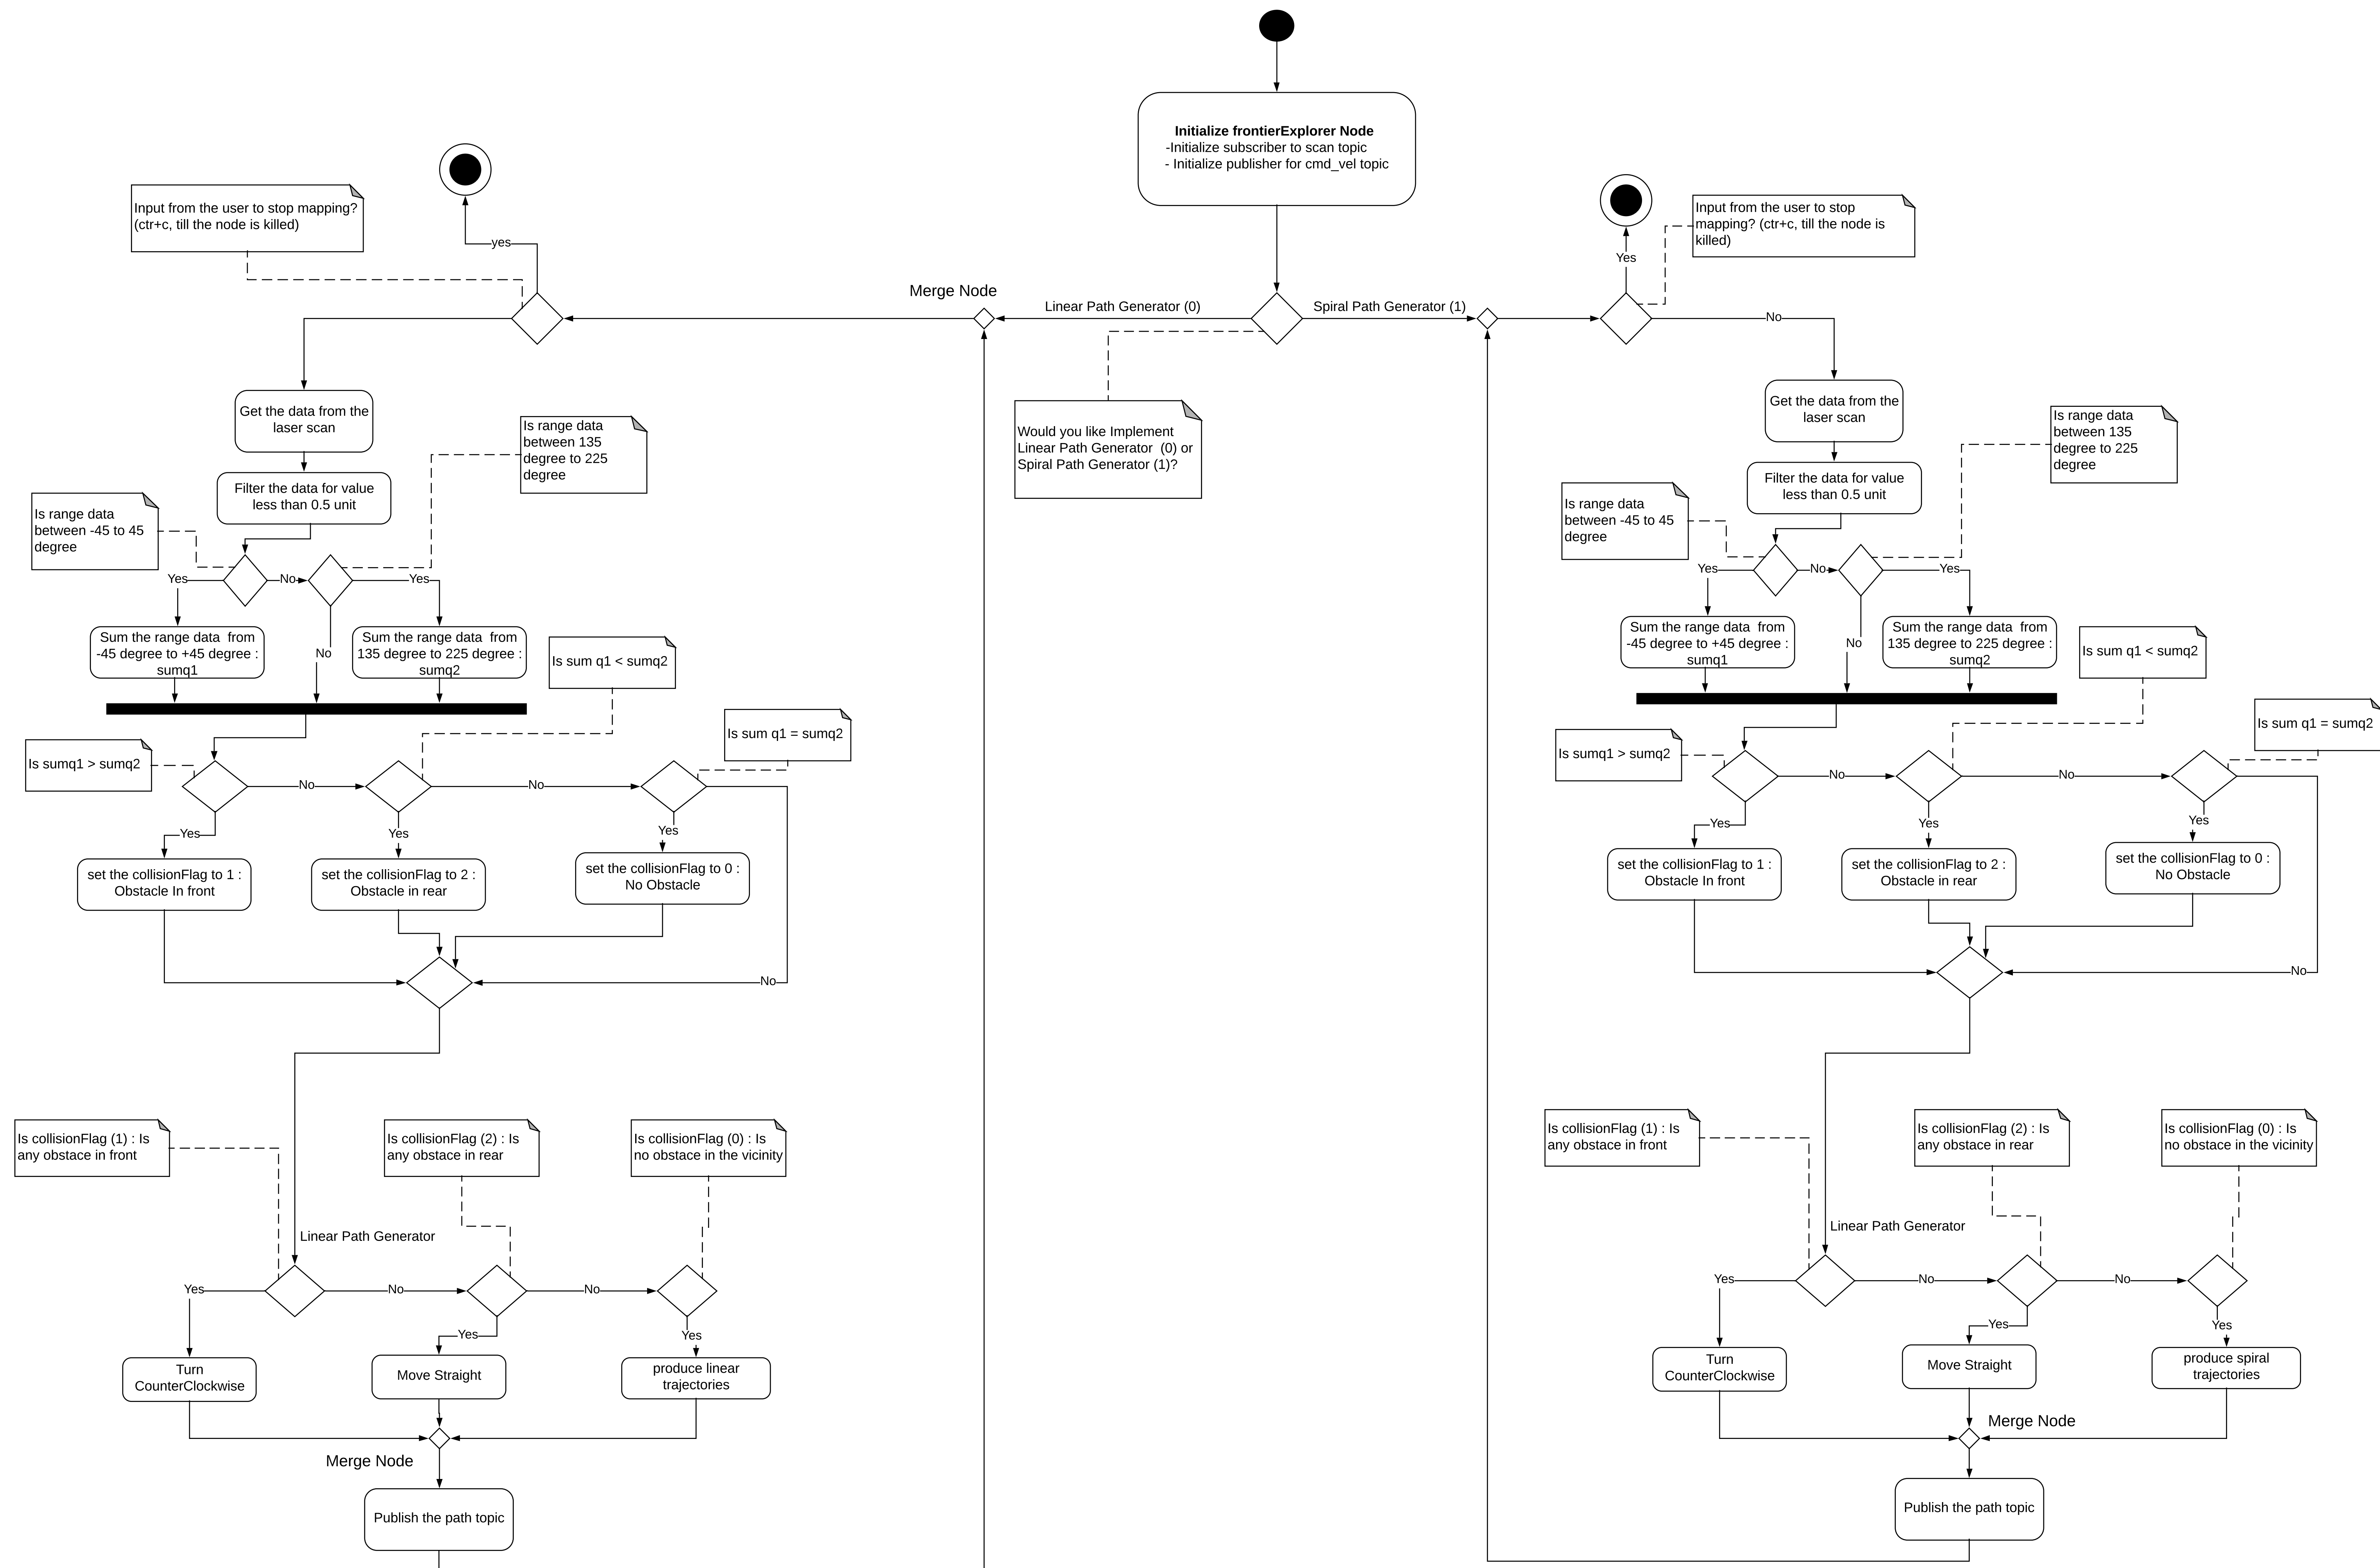 Initialize frontierExplorer Node
-Initialize subscriber to scan topic
- Initialize publisher for cmd_vel topic
Input from the user to stop mapping?
(ctr+c, till the node is killed)
yes
Merge Node
Linear Path Generator (0)
Spiral Path Generator (1)
Would you like Implement
Linear Path Generator  (0) or
Spiral Path Generator (1)?
Get the data from the
laser scan
Filter the data for value
less than 0.5 unit
Is range data
between 135
degree to 225
degree
Is range data
between -45 to 45
degree
Yes
No
Yes
No
Sum the range data  from
-45 degree to +45 degree :
sumq1
Sum the range data  from
135 degree to 225 degree :
sumq2
Is sum q1 < sumq2
Is sum q1 = sumq2
Is sumq1 > sumq2
No
No
Yes
Yes
Yes
set the collisionFlag to 1 :
Obstacle In front
set the collisionFlag to 2 :
Obstacle in rear
set the collisionFlag to 0 :
No Obstacle
No
Is collisionFlag (1) : Is
any obstace in front
Is collisionFlag (2) : Is
any obstace in rear
Is collisionFlag (0) : Is
no obstace in the vicinity
Linear Path Generator
Yes
No
No
Yes
Yes
Turn
CounterClockwise
Move Straight
produce linear
trajectories
Merge Node
Publish the path topic
Input from the user to stop
mapping? (ctr+c, till the node is
killed)
Yes
No
Get the data from the
laser scan
Filter the data for value
less than 0.5 unit
Is range data
between 135
degree to 225
degree
Is range data
between -45 to 45
degree
Yes
No
Yes
No
Sum the range data  from
-45 degree to +45 degree :
sumq1
Sum the range data  from
135 degree to 225 degree :
sumq2
Is sum q1 < sumq2
Is sum q1 = sumq2
Is sumq1 > sumq2
No
No
Yes
Yes
Yes
set the collisionFlag to 1 :
Obstacle In front
set the collisionFlag to 2 :
Obstacle in rear
set the collisionFlag to 0 :
No Obstacle
No
Is collisionFlag (1) : Is
any obstace in front
Is collisionFlag (2) : Is
any obstace in rear
Is collisionFlag (0) : Is
no obstace in the vicinity
Linear Path Generator
Yes
No
No
Yes
Yes
Turn
CounterClockwise
Move Straight
produce spiral
trajectories
Merge Node
Publish the path topic